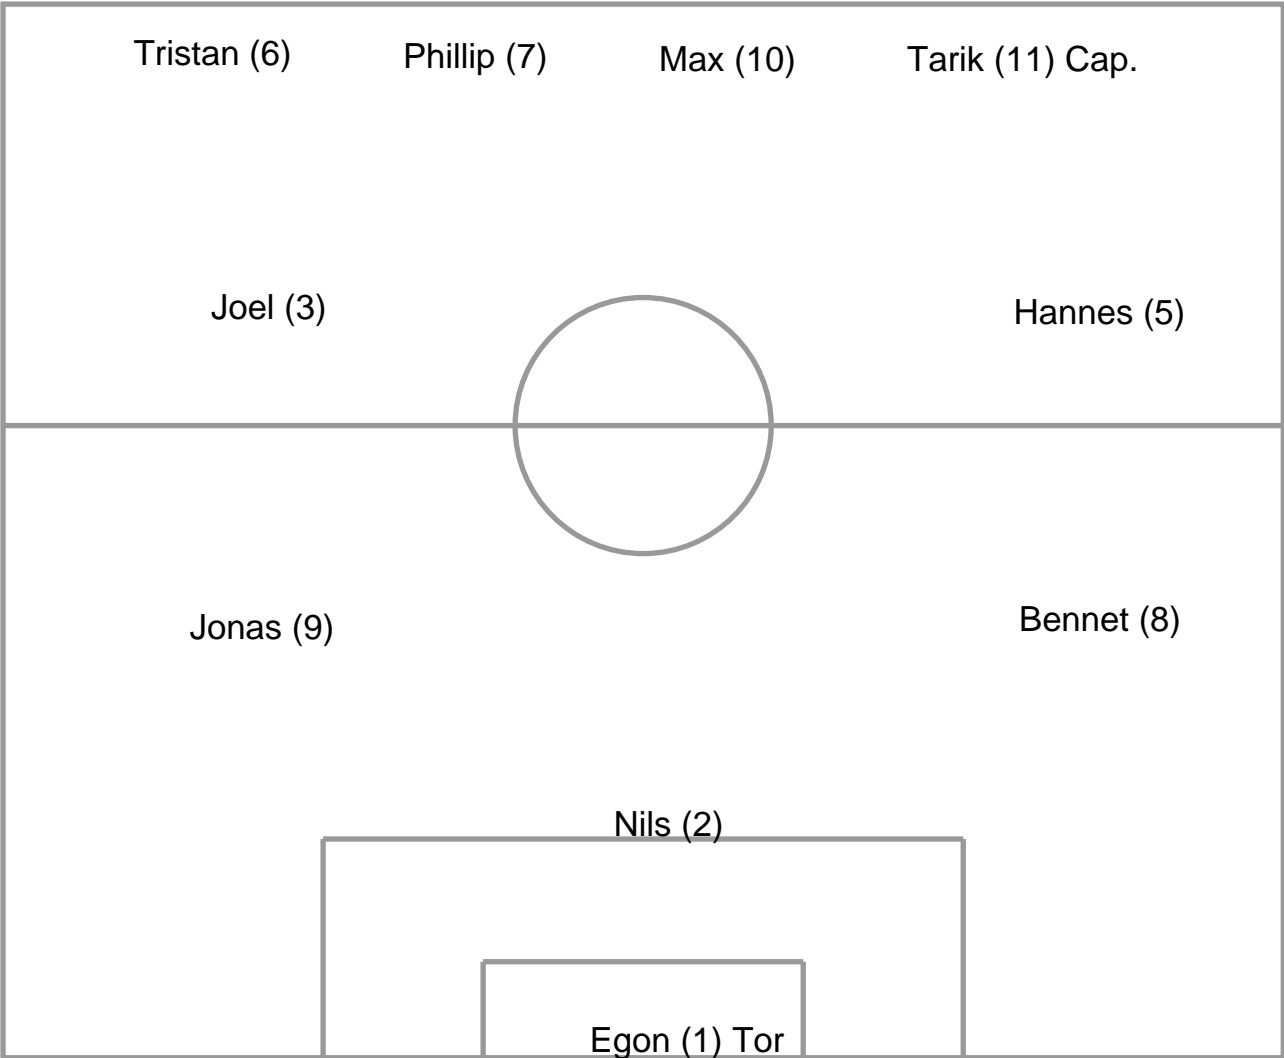 Tristan (6)
Phillip (7)
Max (10)
Tarik (11) Cap.
Joel (3)
Hannes (5)
Jonas (9)
Bennet (8)
Nils (2)
Egon (1) Tor